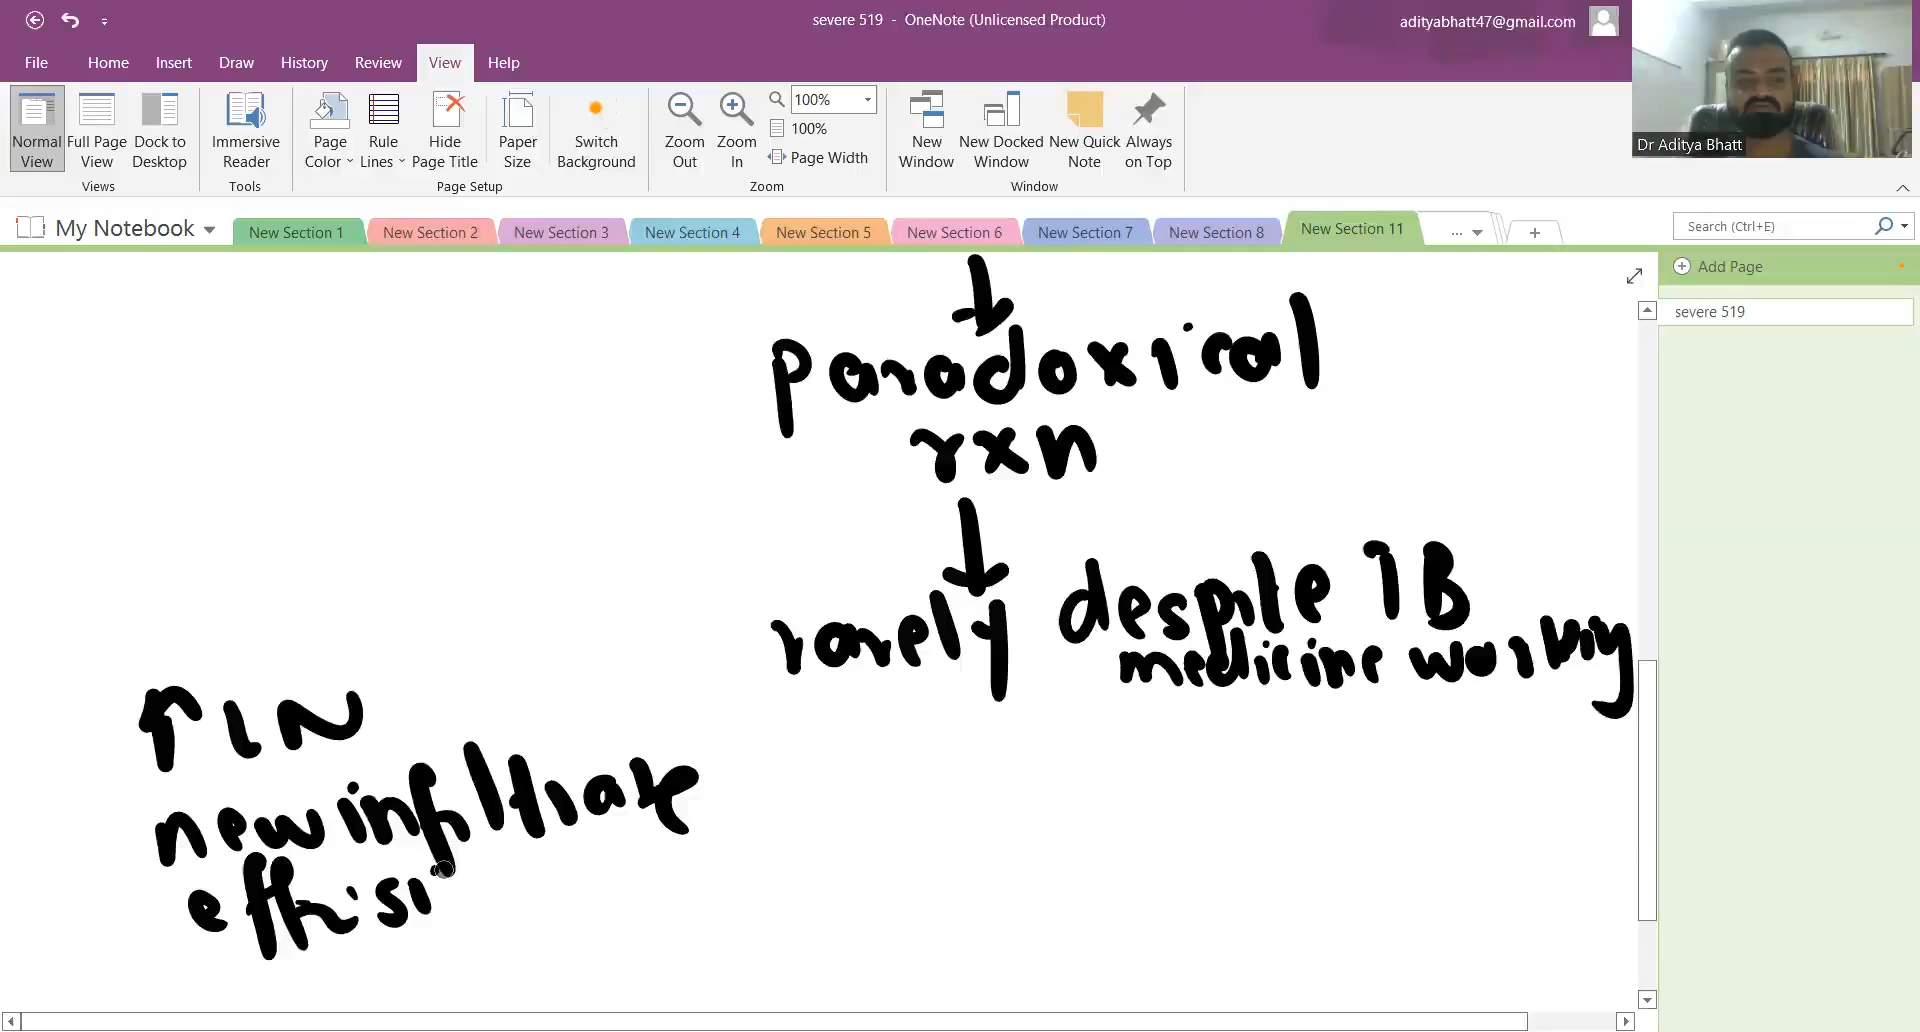 severe 519 - OneNote (Unlicensed Product)
adityabhatt47@gmail.com
File Home Insert Draw History Review View Help
Normal View
Full Page View
Dock to Desktop
Views
Immersive Reader
Tools
Page Color
Rule Lines
Hide Page Title
Paper Size
Page Setup
Switch Background
Zoom Out
Zoom In
100%
100%
Page Width
Zoom
New Window
New Docked Window
New Quick Note
Always on Top
Window
Dr Aditya Bhatt
My Notebook
New Section 1 New Section 2 New Section 3 New Section 4 New Section 5 New Section 6 New Section 7 New Section 8 New Section 11 ...
Search (Ctrl+E)
Add Page
severe 519
↓
paradoxical
rxn
↓
rarely despite TB
medicine working
↑ LN
new infiltrate
effusi